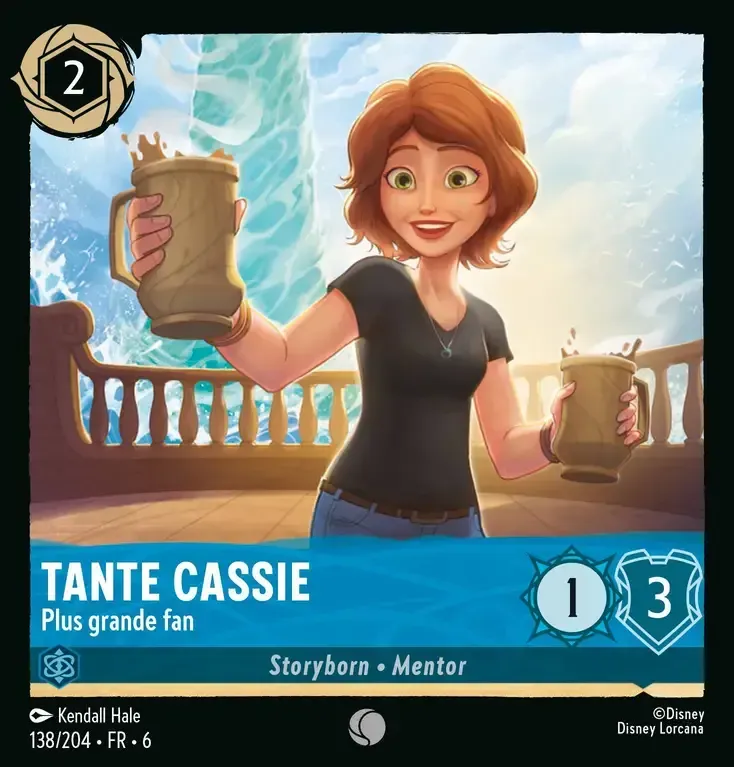 2
TANTE CASSIE
Plus grande fan
1
3
Storyborn • Mentor
Kendall Hale
©Disney
138/204 • FR • 6
Disney Lorcana